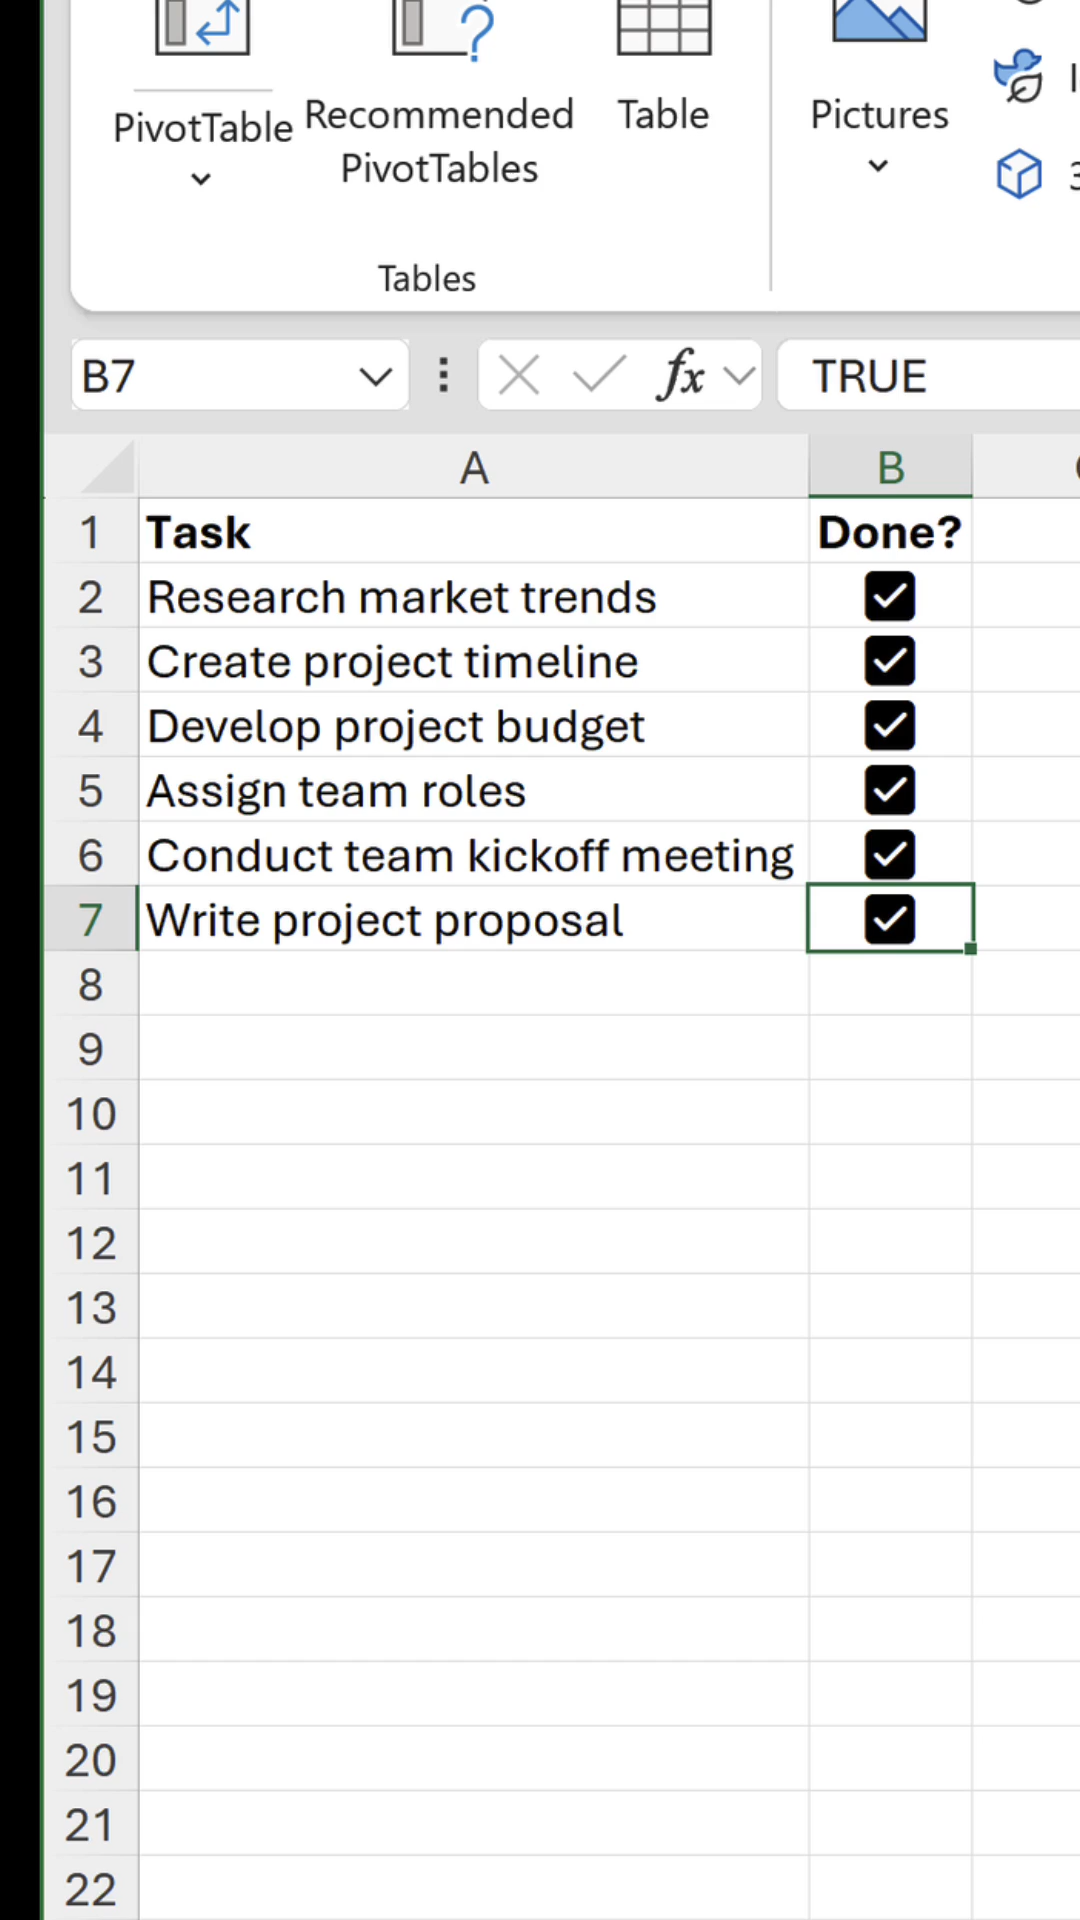 PivotTable
Recommended
PivotTables
Table
Pictures
Tables
B7
fx
TRUE
A
B
1 Task Done?
2 Research market trends
3 Create project timeline
4 Develop project budget
5 Assign team roles
6 Conduct team kickoff meeting
7 Write project proposal
8
9
10
11
12
13
14
15
16
17
18
19
20
21
22